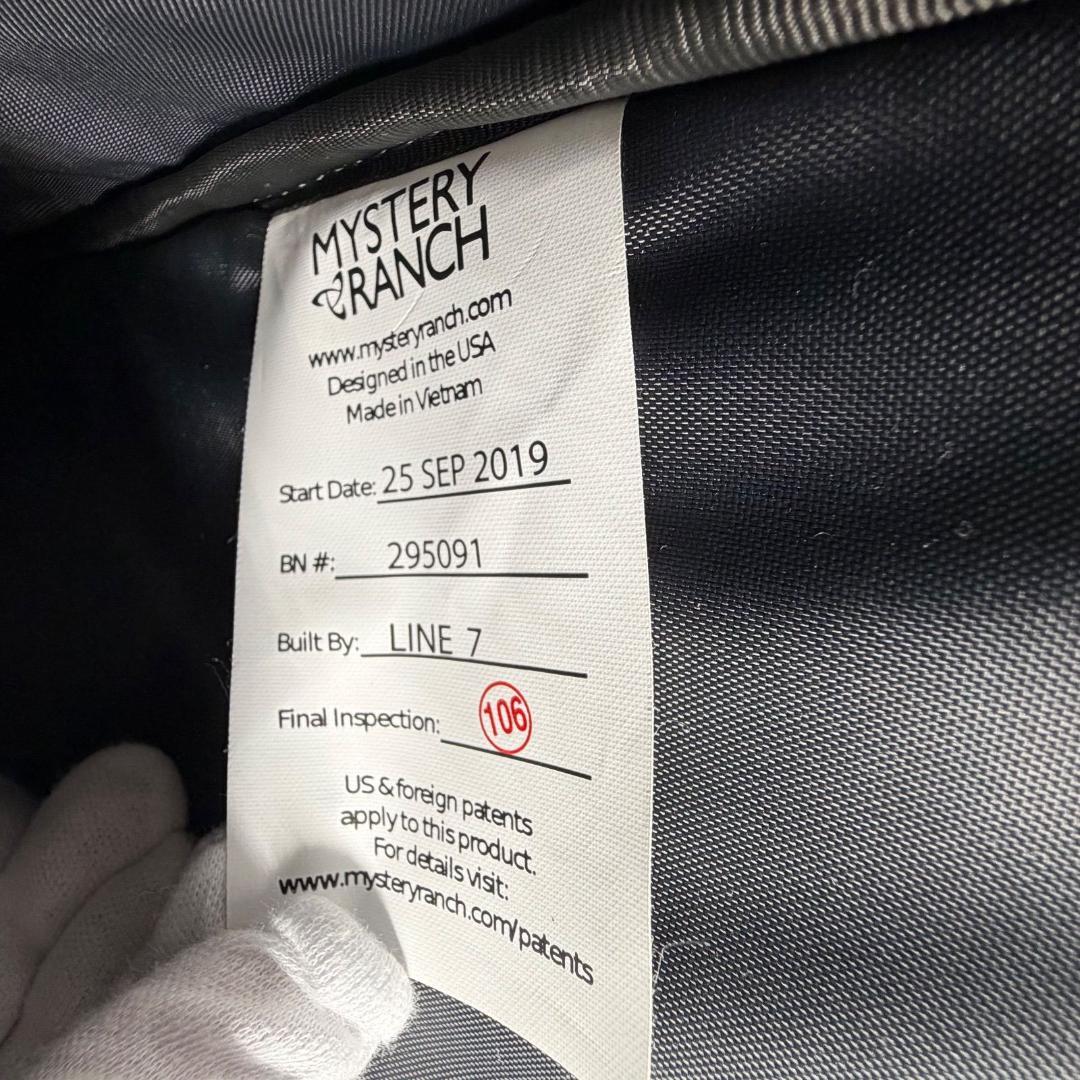 MYSTERY
RANCH
www.mysteryranch.com
Designed in the USA
Made in Vietnam
Start Date: 25 SEP 2019
BN #: 295091
Built By: LINE 7
Final Inspection: 106
US & foreign patents
apply to this product.
For details visit:
www.mysteryranch.com/patents